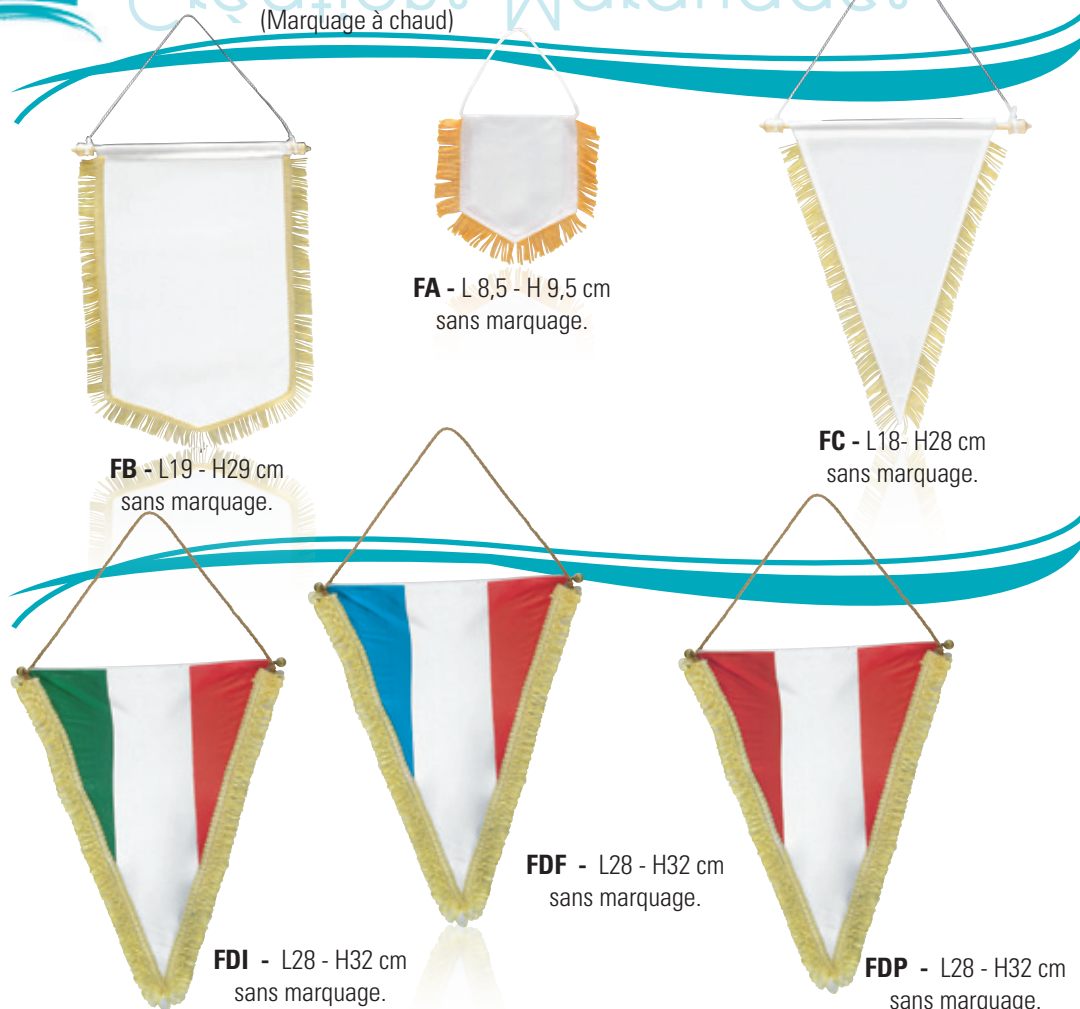 (Marquage à chaud)
FA - L 8,5 - H 9,5 cm
sans marquage.
FC - L18- H28 cm
sans marquage.
FB - L19 - H29 cm
sans marquage.
FDF - L28 - H32 cm
sans marquage.
FDI - L28 - H32 cm
sans marquage.
FDP - L28 - H32 cm
sans marquage.